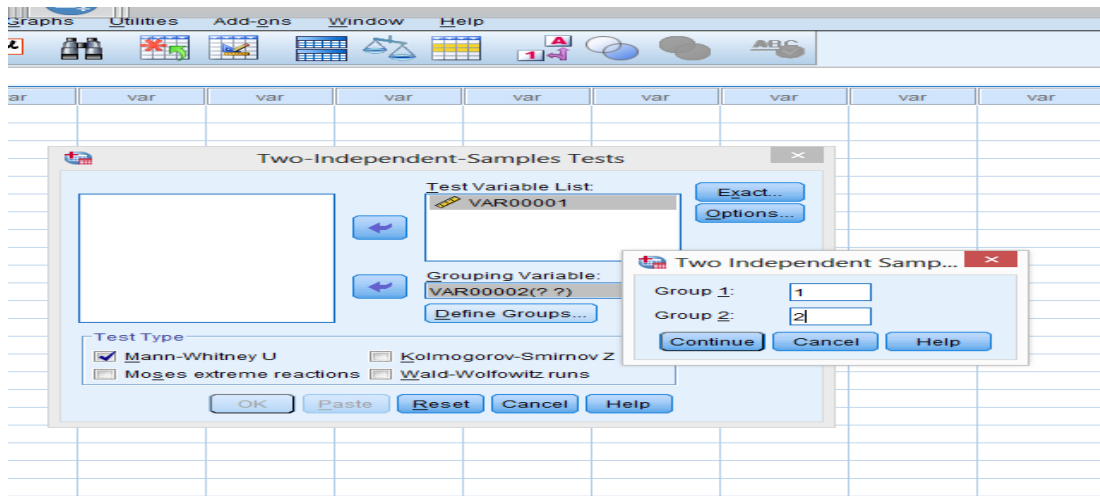 Graphs Utilities Add-ons Window Help
A
1
ABC
ar var var var var var var var var
Two-Independent-Samples Tests
Test Variable List:
VAR00001
Exact...
Options...
Grouping Variable:
VAR00002(? ?)
Define Groups...
Test Type
Mann-Whitney U Kolmogorov-Smirnov Z
Moses extreme reactions Wald-Wolfowitz runs
OK Paste Reset Cancel Help
Two Independent Samp...
Group 1: 1
Group 2: 2
Continue Cancel Help